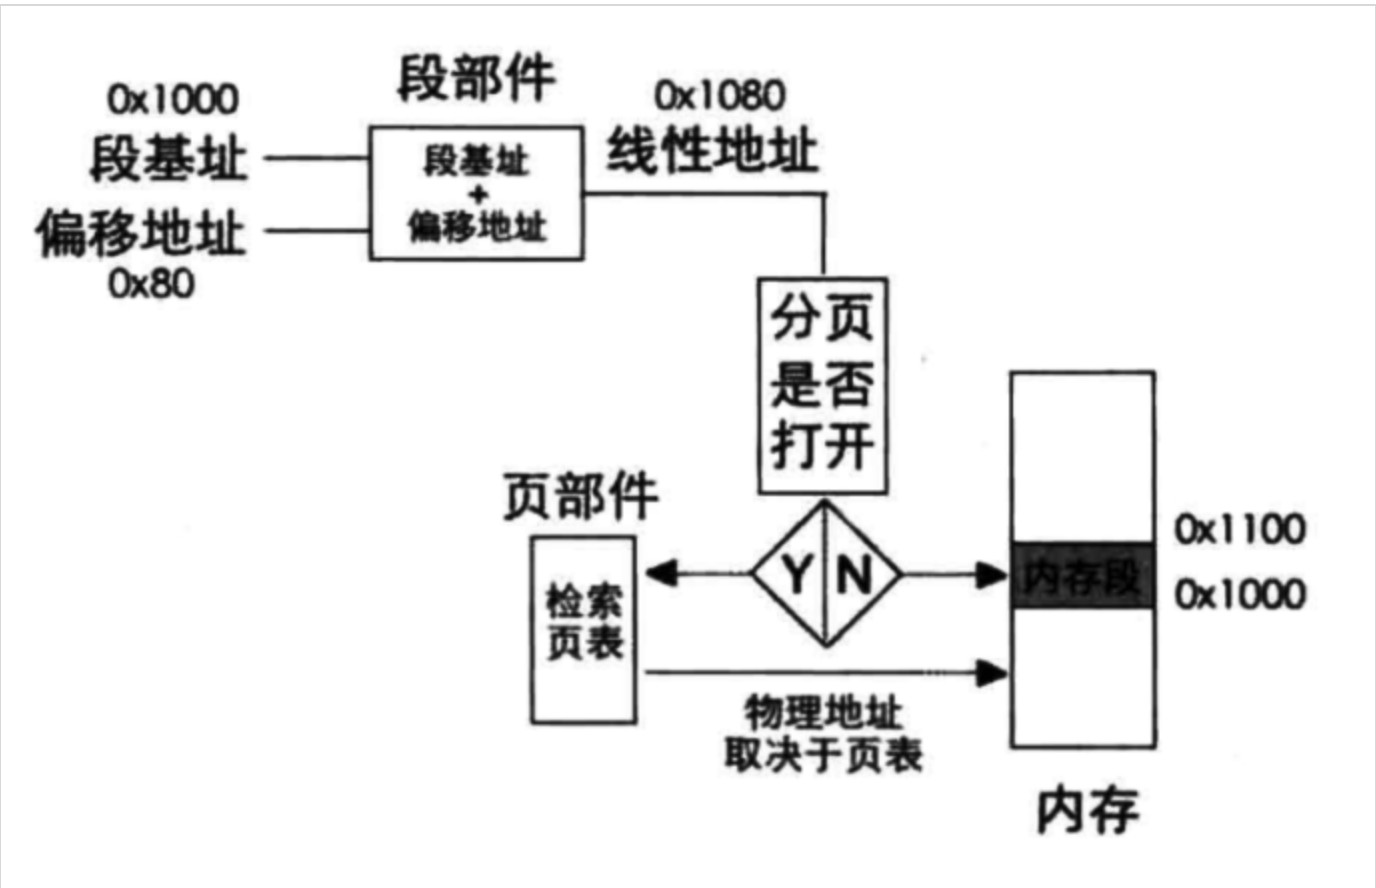 段部件
0x1000
段基址
偏移地址
0x80
段基址
+
偏移地址
0x1080
线性地址
分页
是否
打开
Y N
页部件
检索
页表
物理地址
取决于页表
0x1100
内存段
0x1000
内存